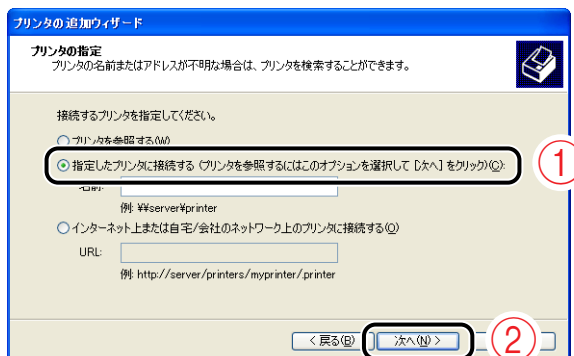 プリンタの追加ウィザード
プリンタの指定
プリンタの名前またはアドレスが不明な場合は、プリンタを検索することができます。
接続するプリンタを指定してください。
プリンタを参照する(W)
指定したプリンタに接続する (プリンタを参照するにはこのオプションを選択して [次へ] をクリック)(C):
①
名前:
例: ¥¥server¥printer
インターネット上または自宅/会社のネットワーク上のプリンタに接続する(O)
URL:
例: http://server/printers/myprinter/.printer
< 戻る(B)
次へ(N) >
②